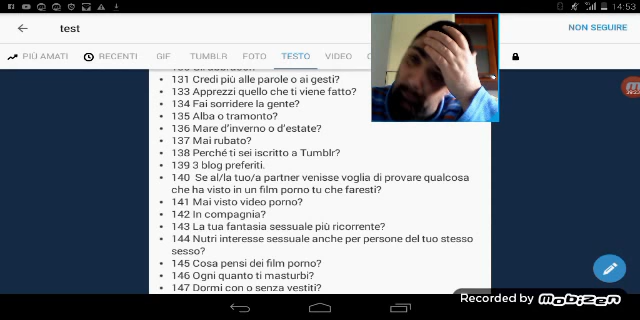 14:53
test
NON SEGUIRE
PIÙ AMATI
RECENTI
GIF
TUMBLR
FOTO
TESTO
VIDEO
131 Credi più alle parole o ai gesti?
133 Apprezzi quello che ti viene fatto?
134 Fai sorridere la gente?
135 Alba o tramonto?
136 Mare d'inverno o d'estate?
137 Mai rubato?
138 Perché ti sei iscritto a Tumblr?
139 3 blog preferiti.
140 Se al/la tuo/a partner venisse voglia di provare qualcosa
che ha visto in un film porno tu che faresti?
141 Mai visto video porno?
142 In compagnia?
143 La tua fantasia sessuale più ricorrente?
144 Nutri interesse sessuale anche per persone del tuo stesso
sesso?
145 Cosa pensi dei film porno?
146 Ogni quanto ti masturbi?
147 Dormi con o senza vestiti?
Recorded by Mobizen